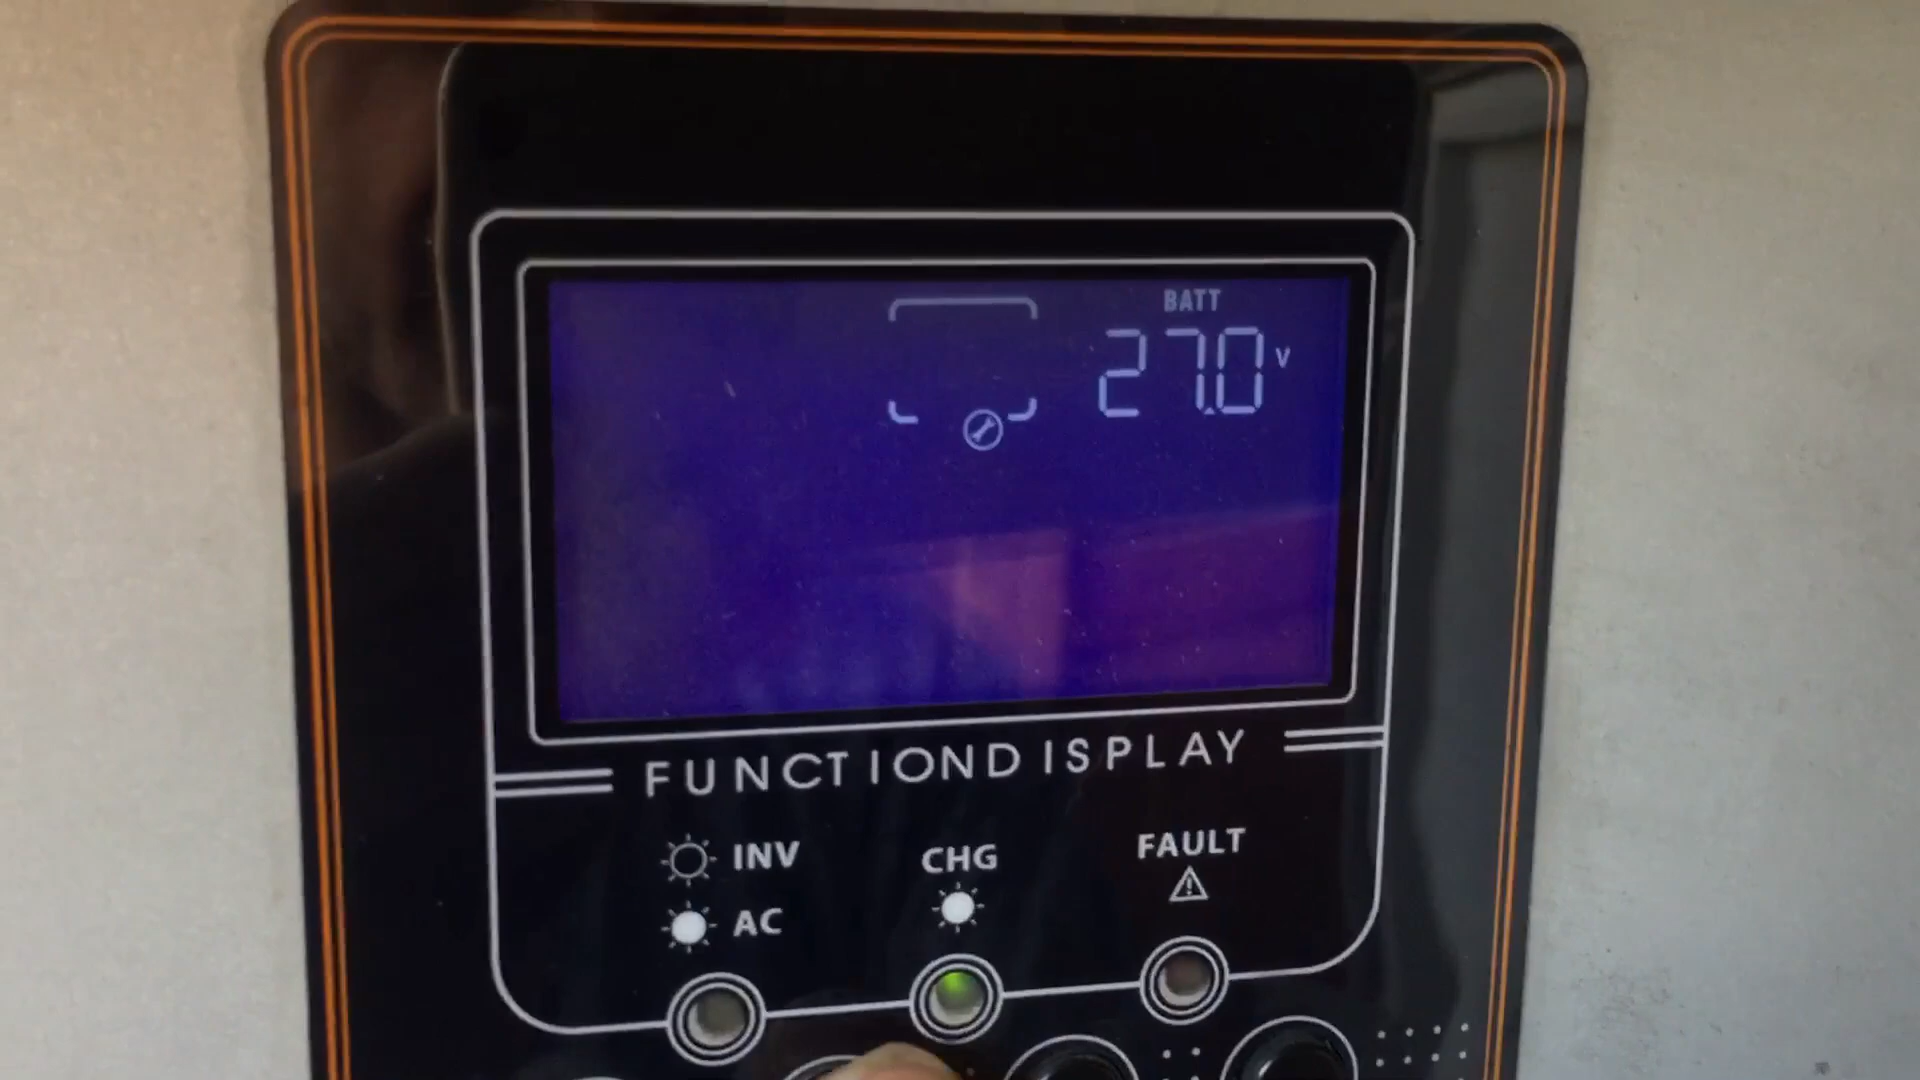 BATT
27.0 V
FUNCTIONDISPLAY
INV
AC
CHG
FAULT